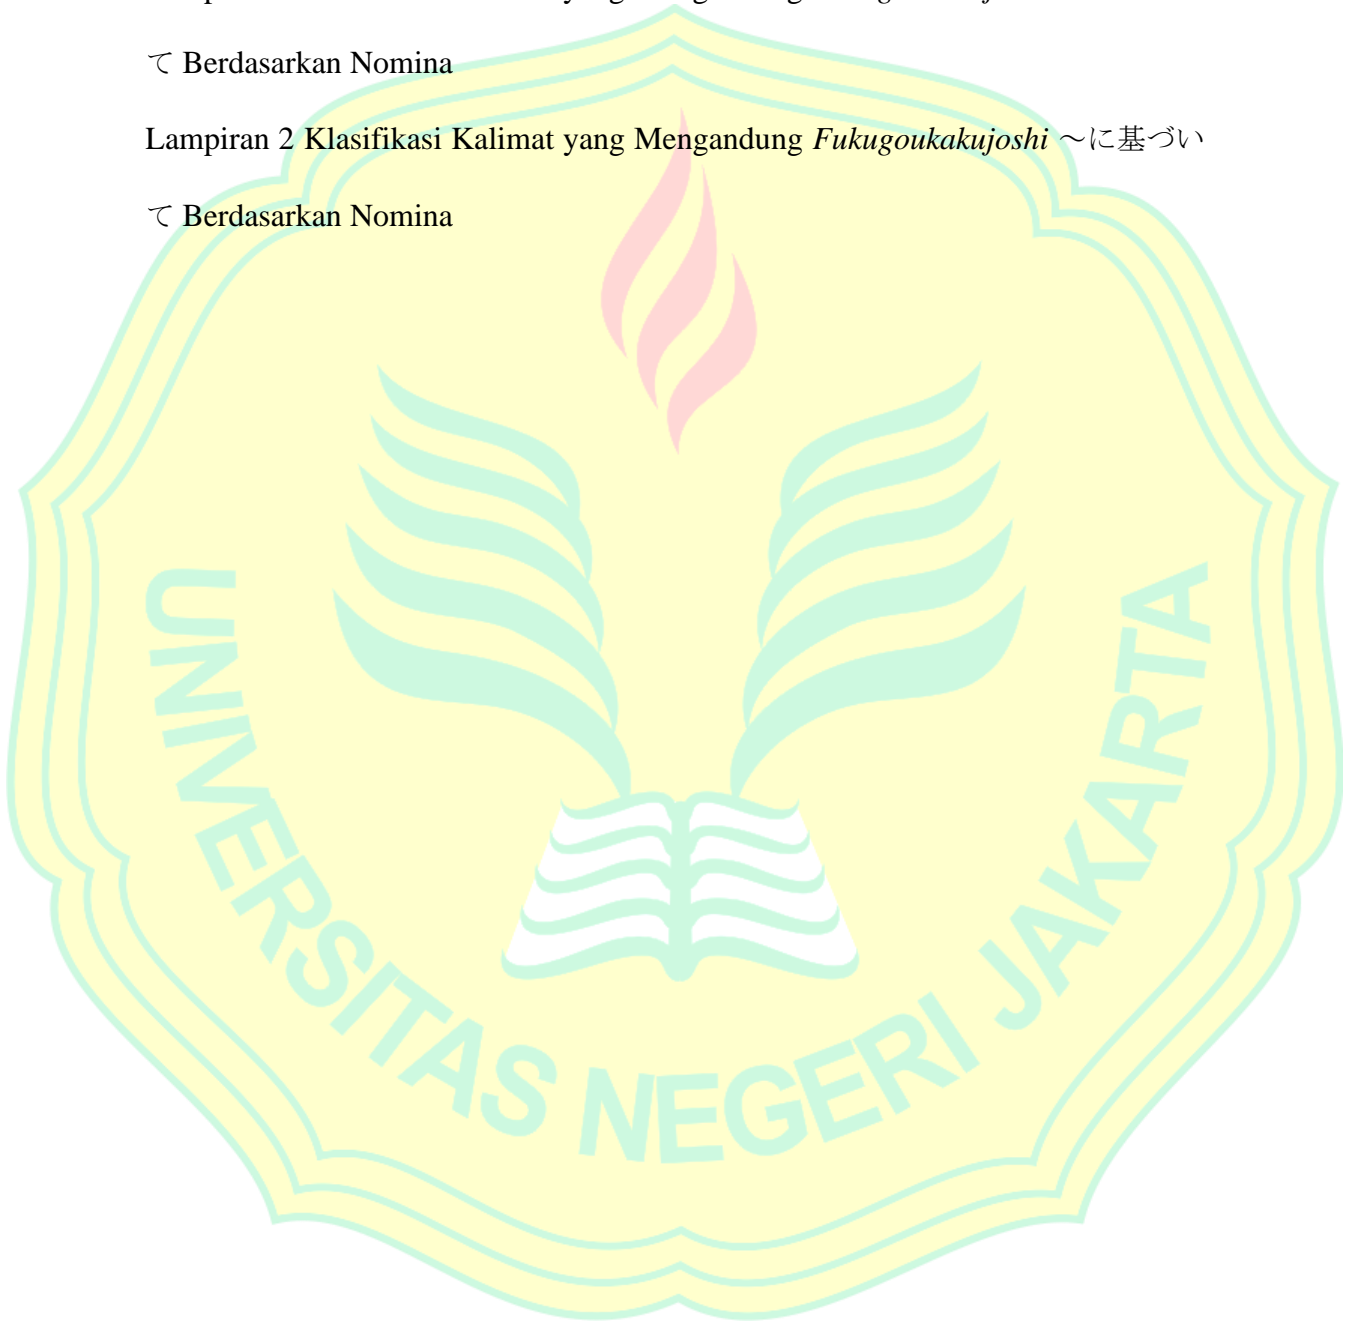 て Berdasarkan Nomina
Lampiran 2 Klasifikasi Kalimat yang Mengandung Fukugoukakujoshi ～に基づい
て Berdasarkan Nomina
UNIVERSITAS NEGERI JAKARTA